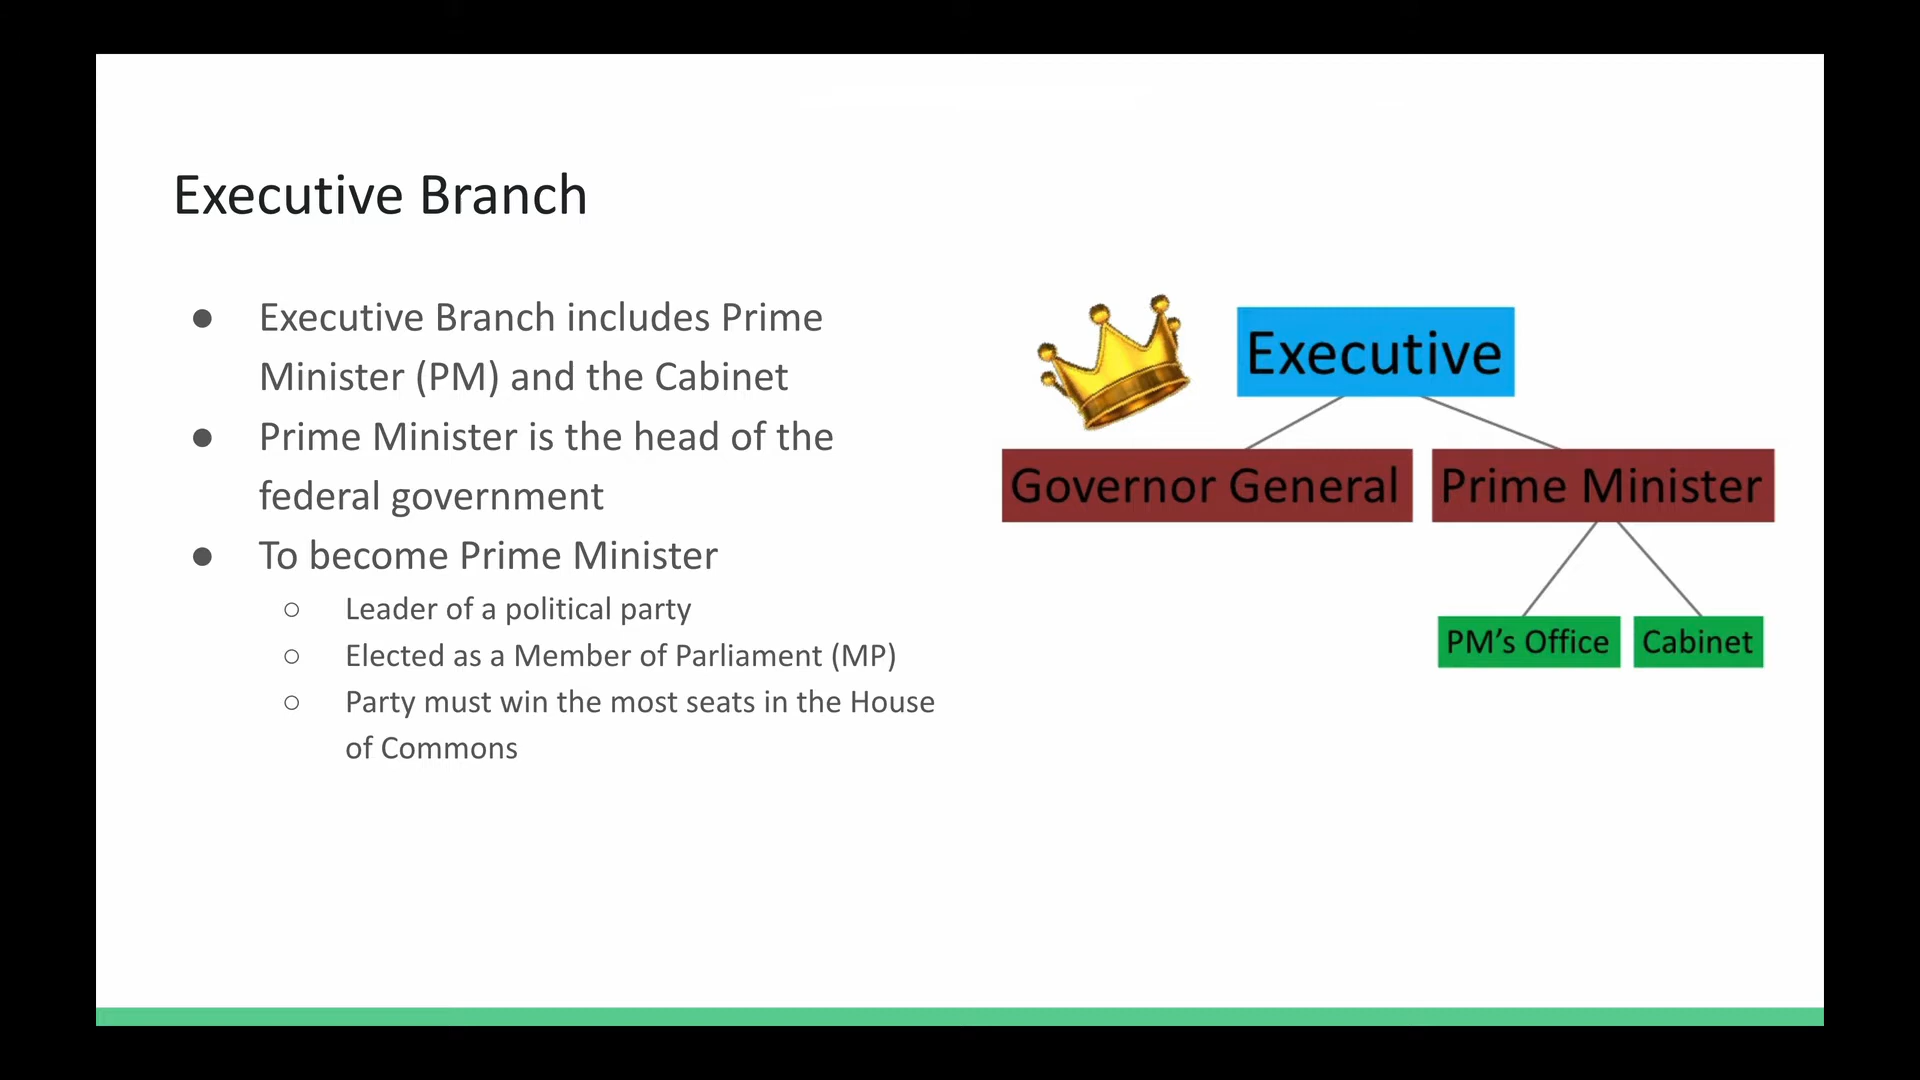 Executive Branch
● Executive Branch includes Prime
Minister (PM) and the Cabinet
● Prime Minister is the head of the
federal government
● To become Prime Minister
○ Leader of a political party
○ Elected as a Member of Parliament (MP)
○ Party must win the most seats in the House
of Commons
Executive
Governor General
Prime Minister
PM’s Office
Cabinet